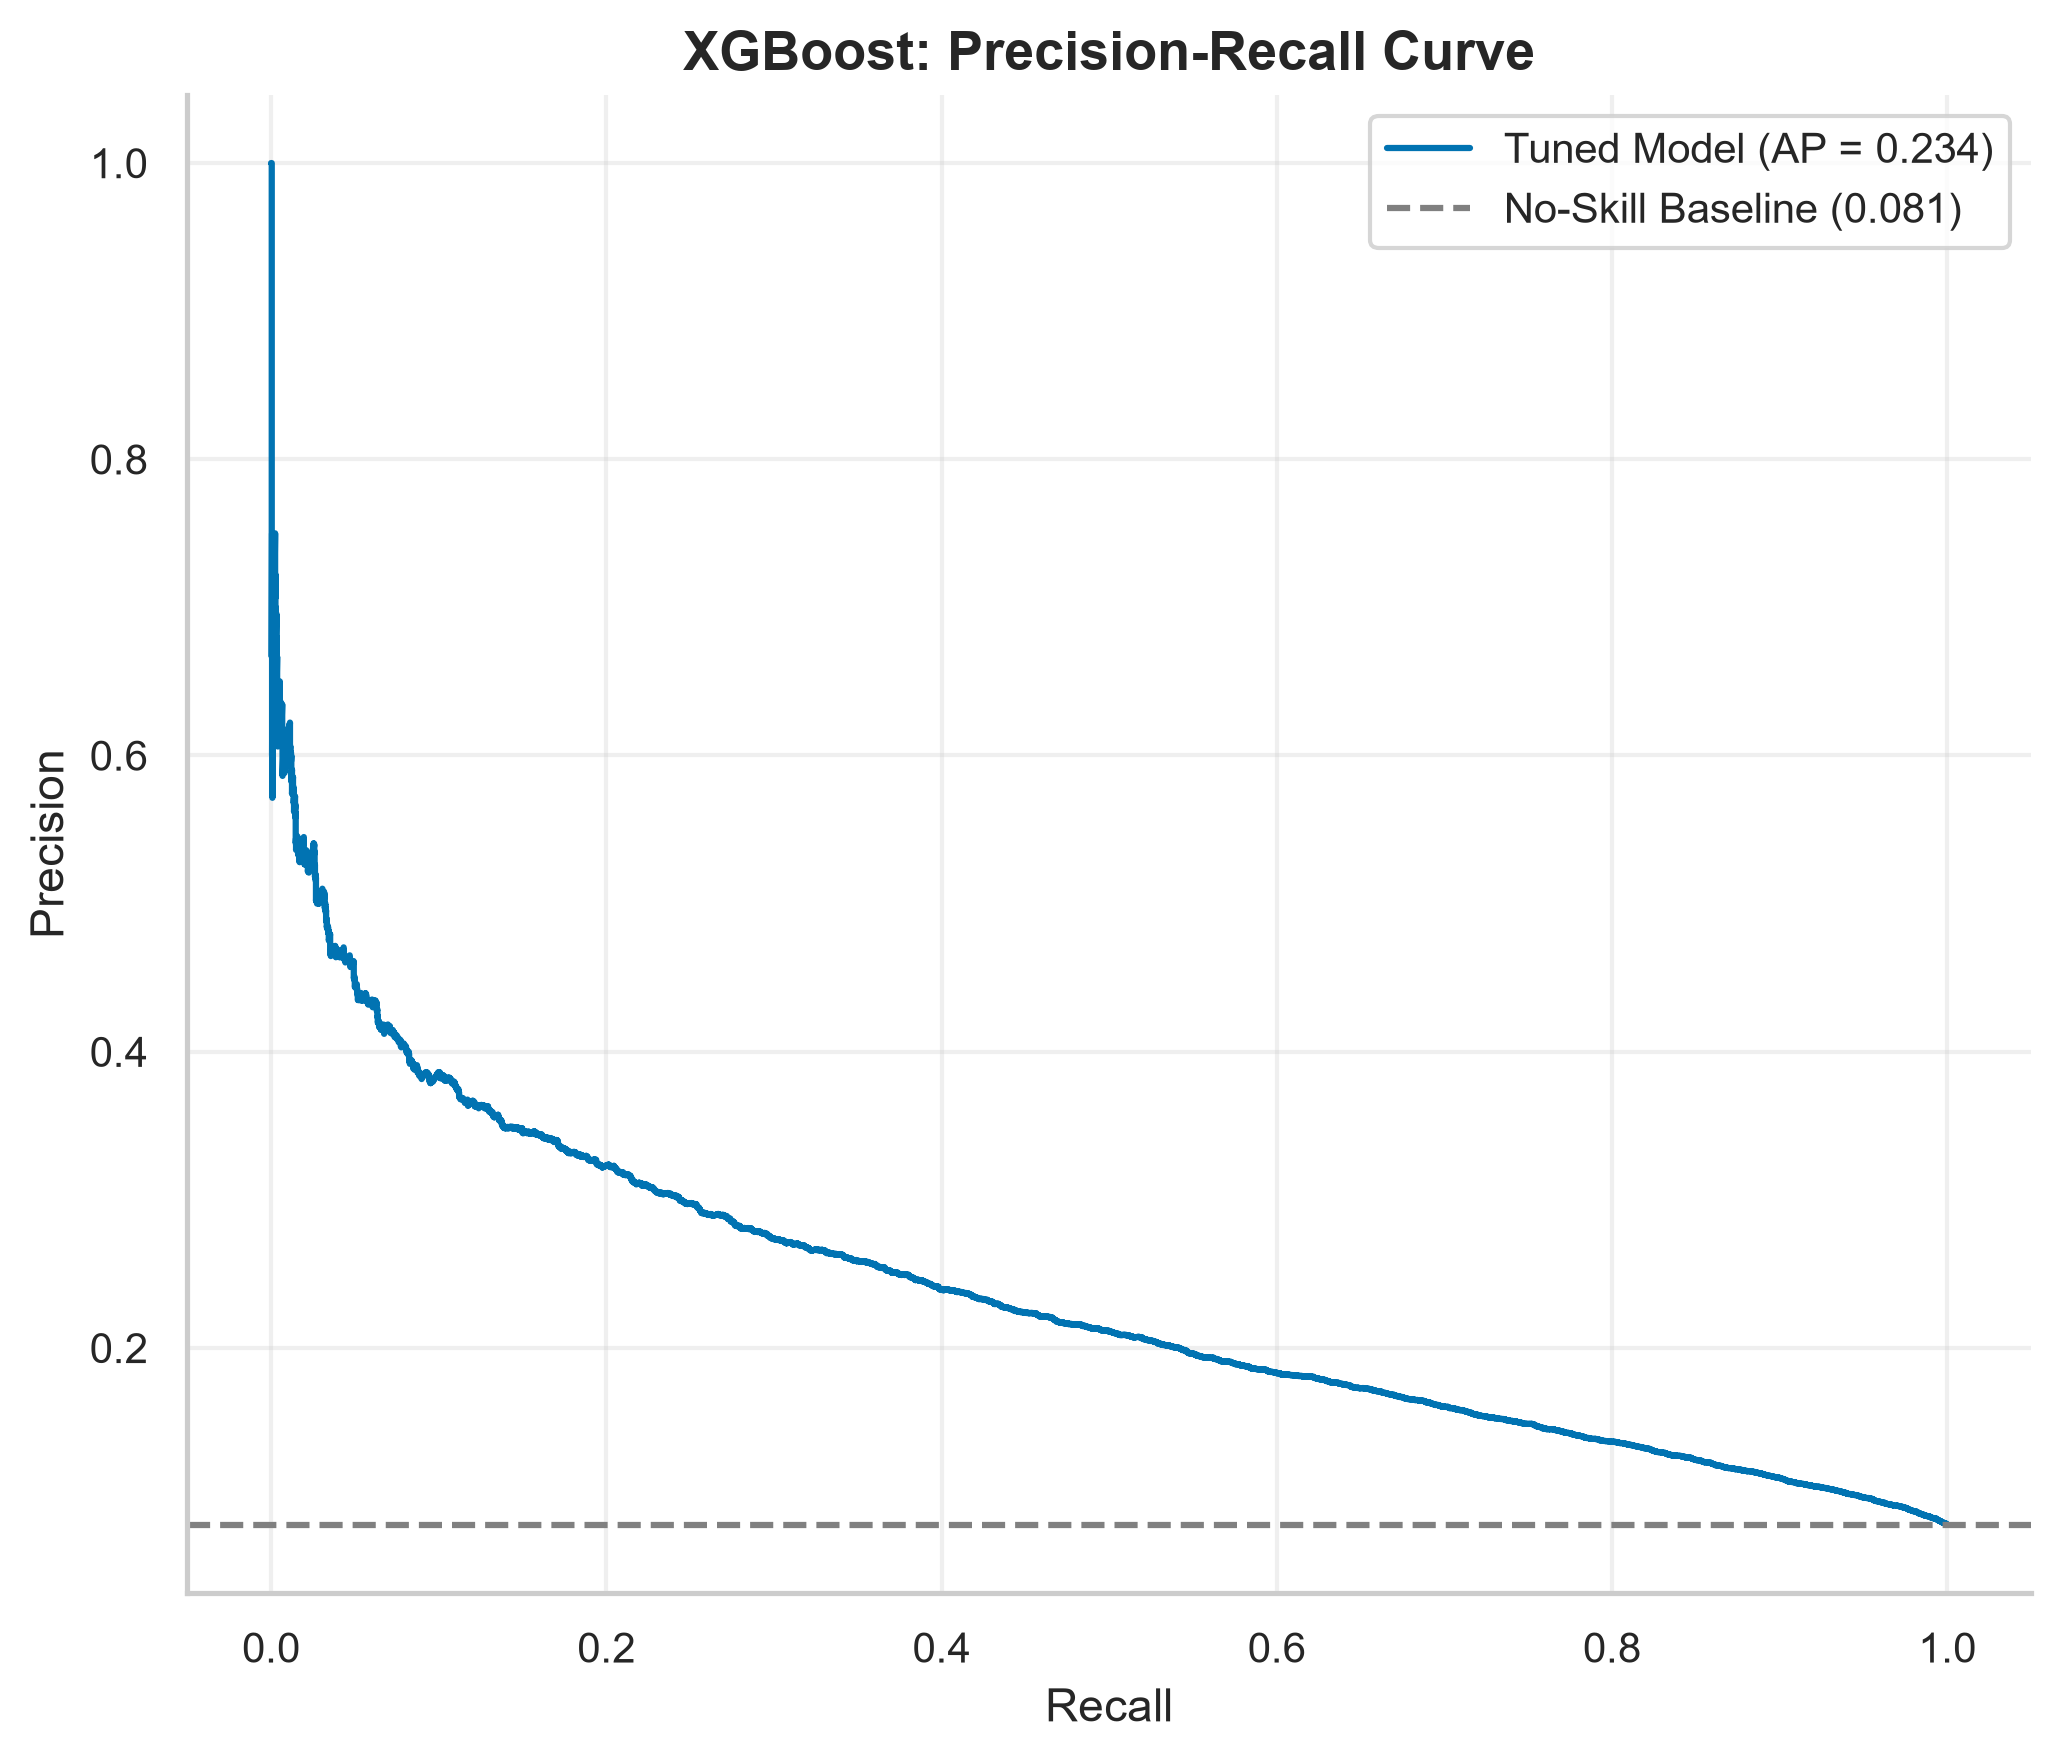 XGBoost: Precision-Recall Curve
Tuned Model (AP = 0.234)
No-Skill Baseline (0.081)
1.0
0.8
0.6
0.4
0.2
Precision
0.0 0.2 0.4 0.6 0.8 1.0
Recall